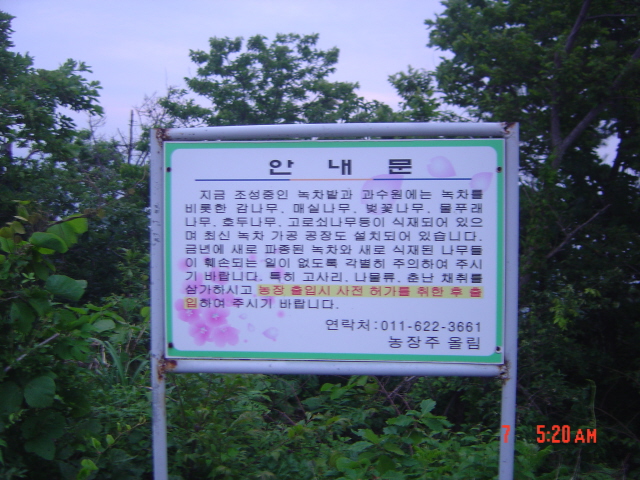 안 내 문
지금 조성중인 녹차밭과 과수원에는 녹차를
비롯한 감나무, 매실나무, 벚꽃나무, 물푸래
나무, 호두나무, 고로쇠나무등이 식재되어 있으
며 최신 녹차 가공 공장도 설치되어 있습니다.
금년에 새로 파종된 녹차와 새로 식재된 나무들
이 훼손되는 일이 없도록 각별히 주의하여 주시
기 바랍니다. 특히 고사리, 나물류, 춘난 채취를
삼가하시고 농장 출입시 사전 허가를 취한 후 출
입하여 주시기 바랍니다.
연락처:011-622-3661
농장주 올림
7 5:20 AM